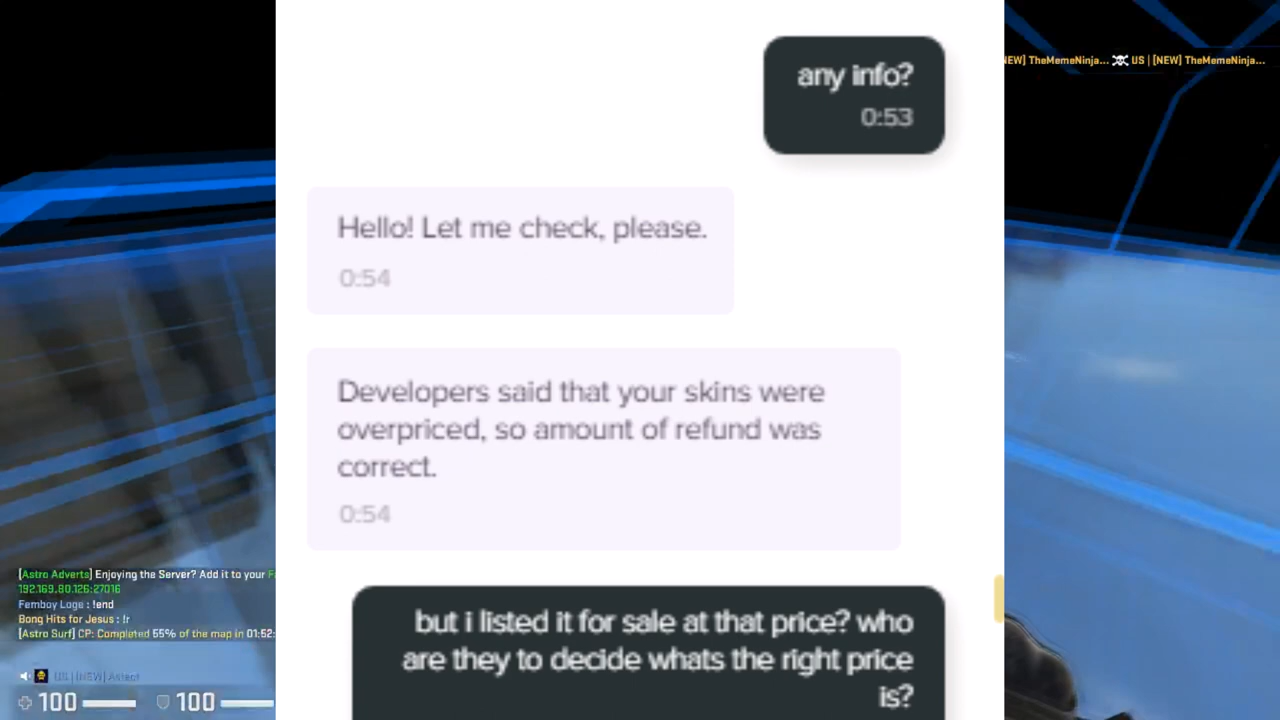 any info?
0:53
NEW] TheMemeNinja... US | [NEW] TheMemeNinja...
Hello! Let me check, please.
0:54
Developers said that your skins were
overpriced, so amount of refund was
correct.
0:54
but i listed it for sale at that price? who
are they to decide whats the right price
is?
[Astro Adverts] Enjoying the Server? Add it to your
192.169.80.126:27016
Femboy Loge : !end
Bong Hits for Jesus : !r
[Astro Surf] CP: Completed 55% of the map in 01:52:
US | [NEW]
100 100